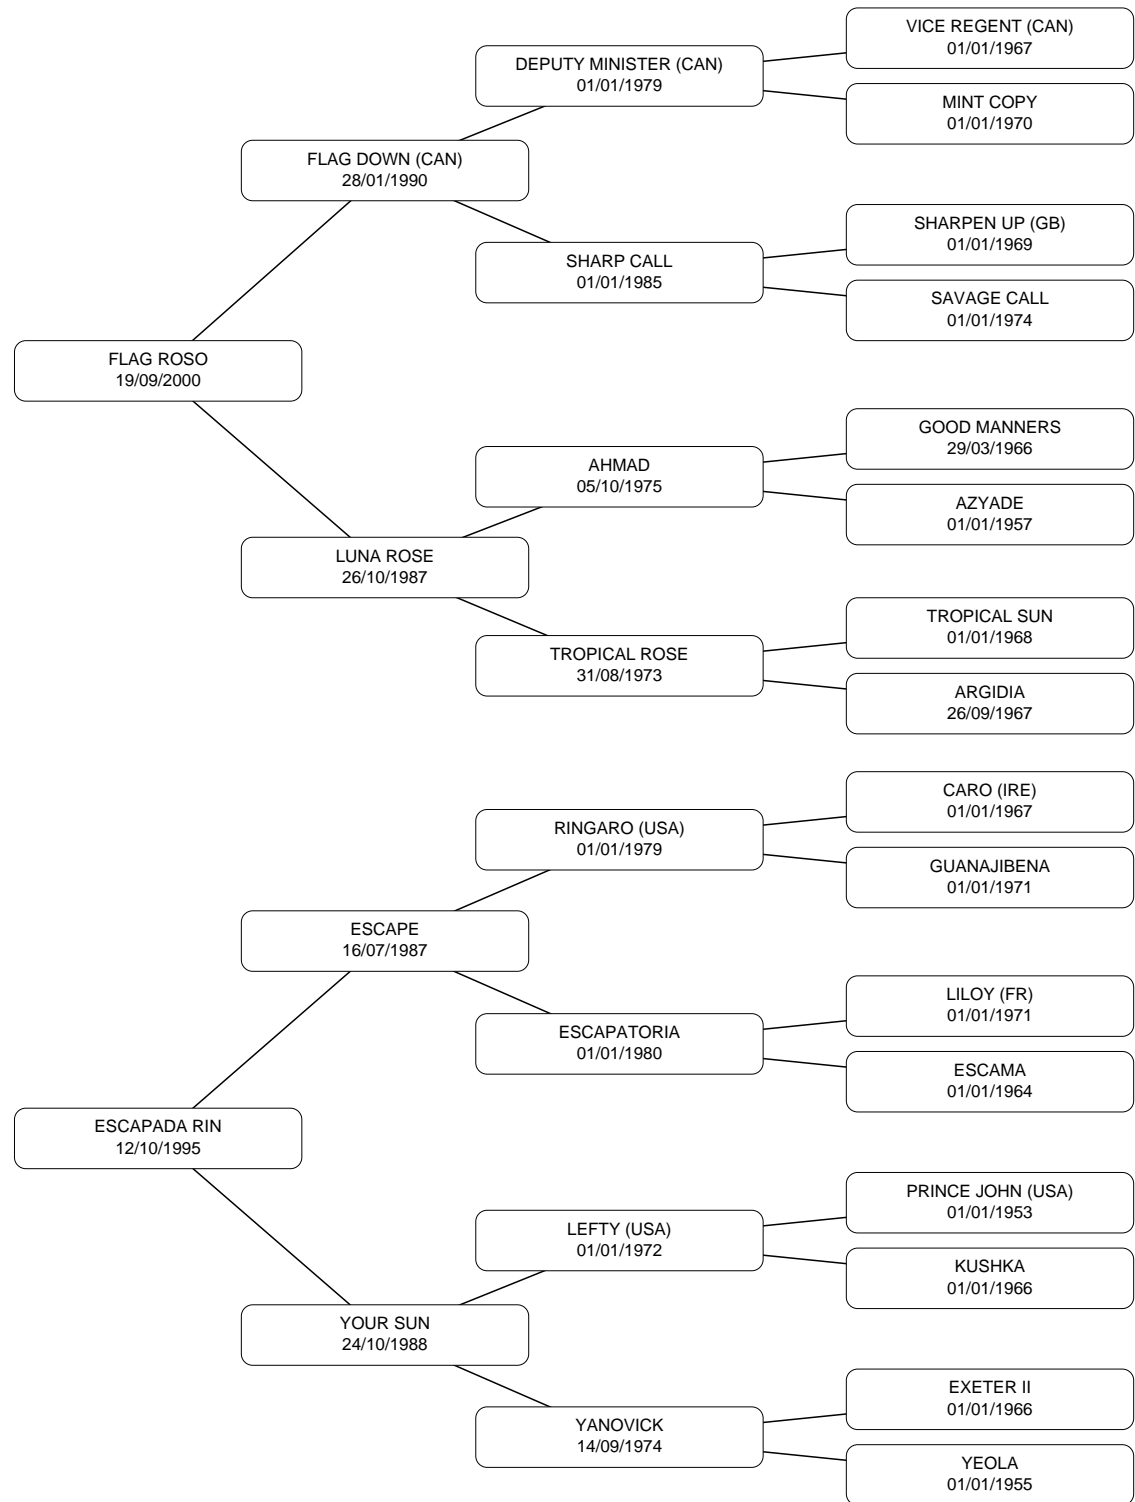 VICE REGENT (CAN)
01/01/1967
DEPUTY MINISTER (CAN)
01/01/1979
MINT COPY
01/01/1970
FLAG DOWN (CAN)
28/01/1990
SHARPEN UP (GB)
01/01/1969
SHARP CALL
01/01/1985
SAVAGE CALL
01/01/1974
FLAG ROSO
19/09/2000
GOOD MANNERS
29/03/1966
AHMAD
05/10/1975
AZYADE
01/01/1957
LUNA ROSE
26/10/1987
TROPICAL SUN
01/01/1968
TROPICAL ROSE
31/08/1973
ARGIDIA
26/09/1967
CARO (IRE)
01/01/1967
RINGARO (USA)
01/01/1979
GUANAJIBENA
01/01/1971
ESCAPE
16/07/1987
LILOY (FR)
01/01/1971
ESCAPATORIA
01/01/1980
ESCAMA
01/01/1964
ESCAPADA RIN
12/10/1995
PRINCE JOHN (USA)
01/01/1953
LEFTY (USA)
01/01/1972
KUSHKA
01/01/1966
YOUR SUN
24/10/1988
EXETER II
01/01/1966
YANOVICK
14/09/1974
YEOLA
01/01/1955